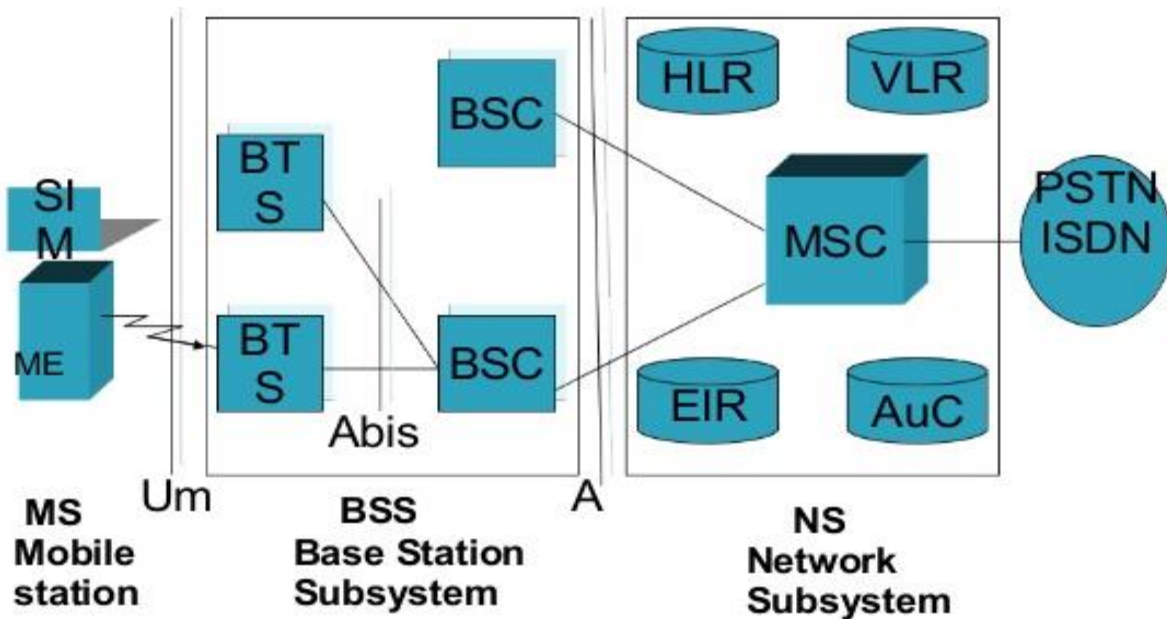 SI
M
ME
MS
Mobile
station
Um
BT
S
BT
S
Abis
BSC
BSC
BSS
Base Station
Subsystem
A
HLR
VLR
MSC
EIR
AuC
NS
Network
Subsystem
PSTN
ISDN